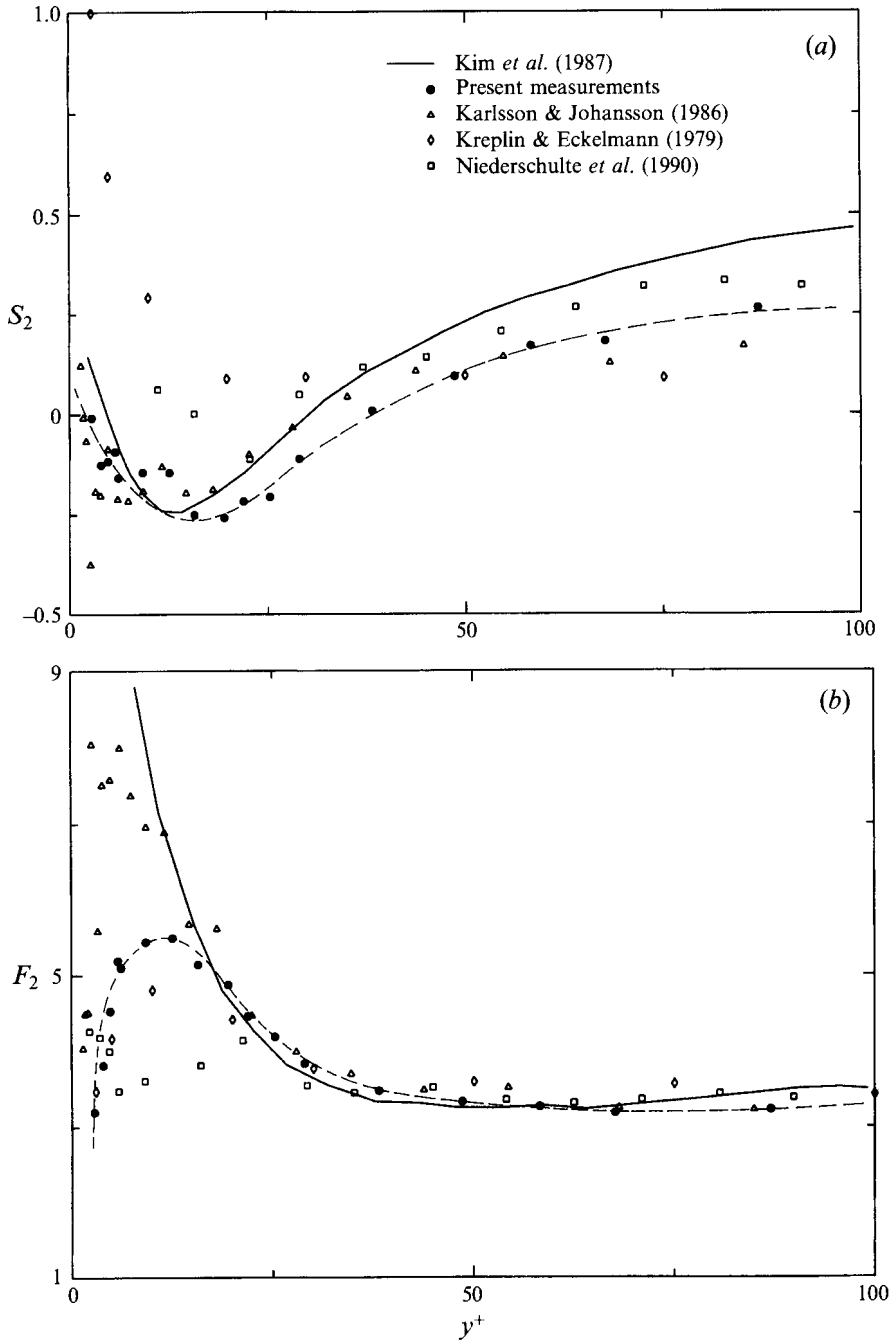 1.0
(a)
Kim et al. (1987)
Present measurements
Karlsson & Johansson (1986)
Kreplin & Eckelmann (1979)
Niederschulte et al. (1990)
0.5
S2
0
−0.5
0
50
100
9
(b)
F2
5
1
0
50
100
y+